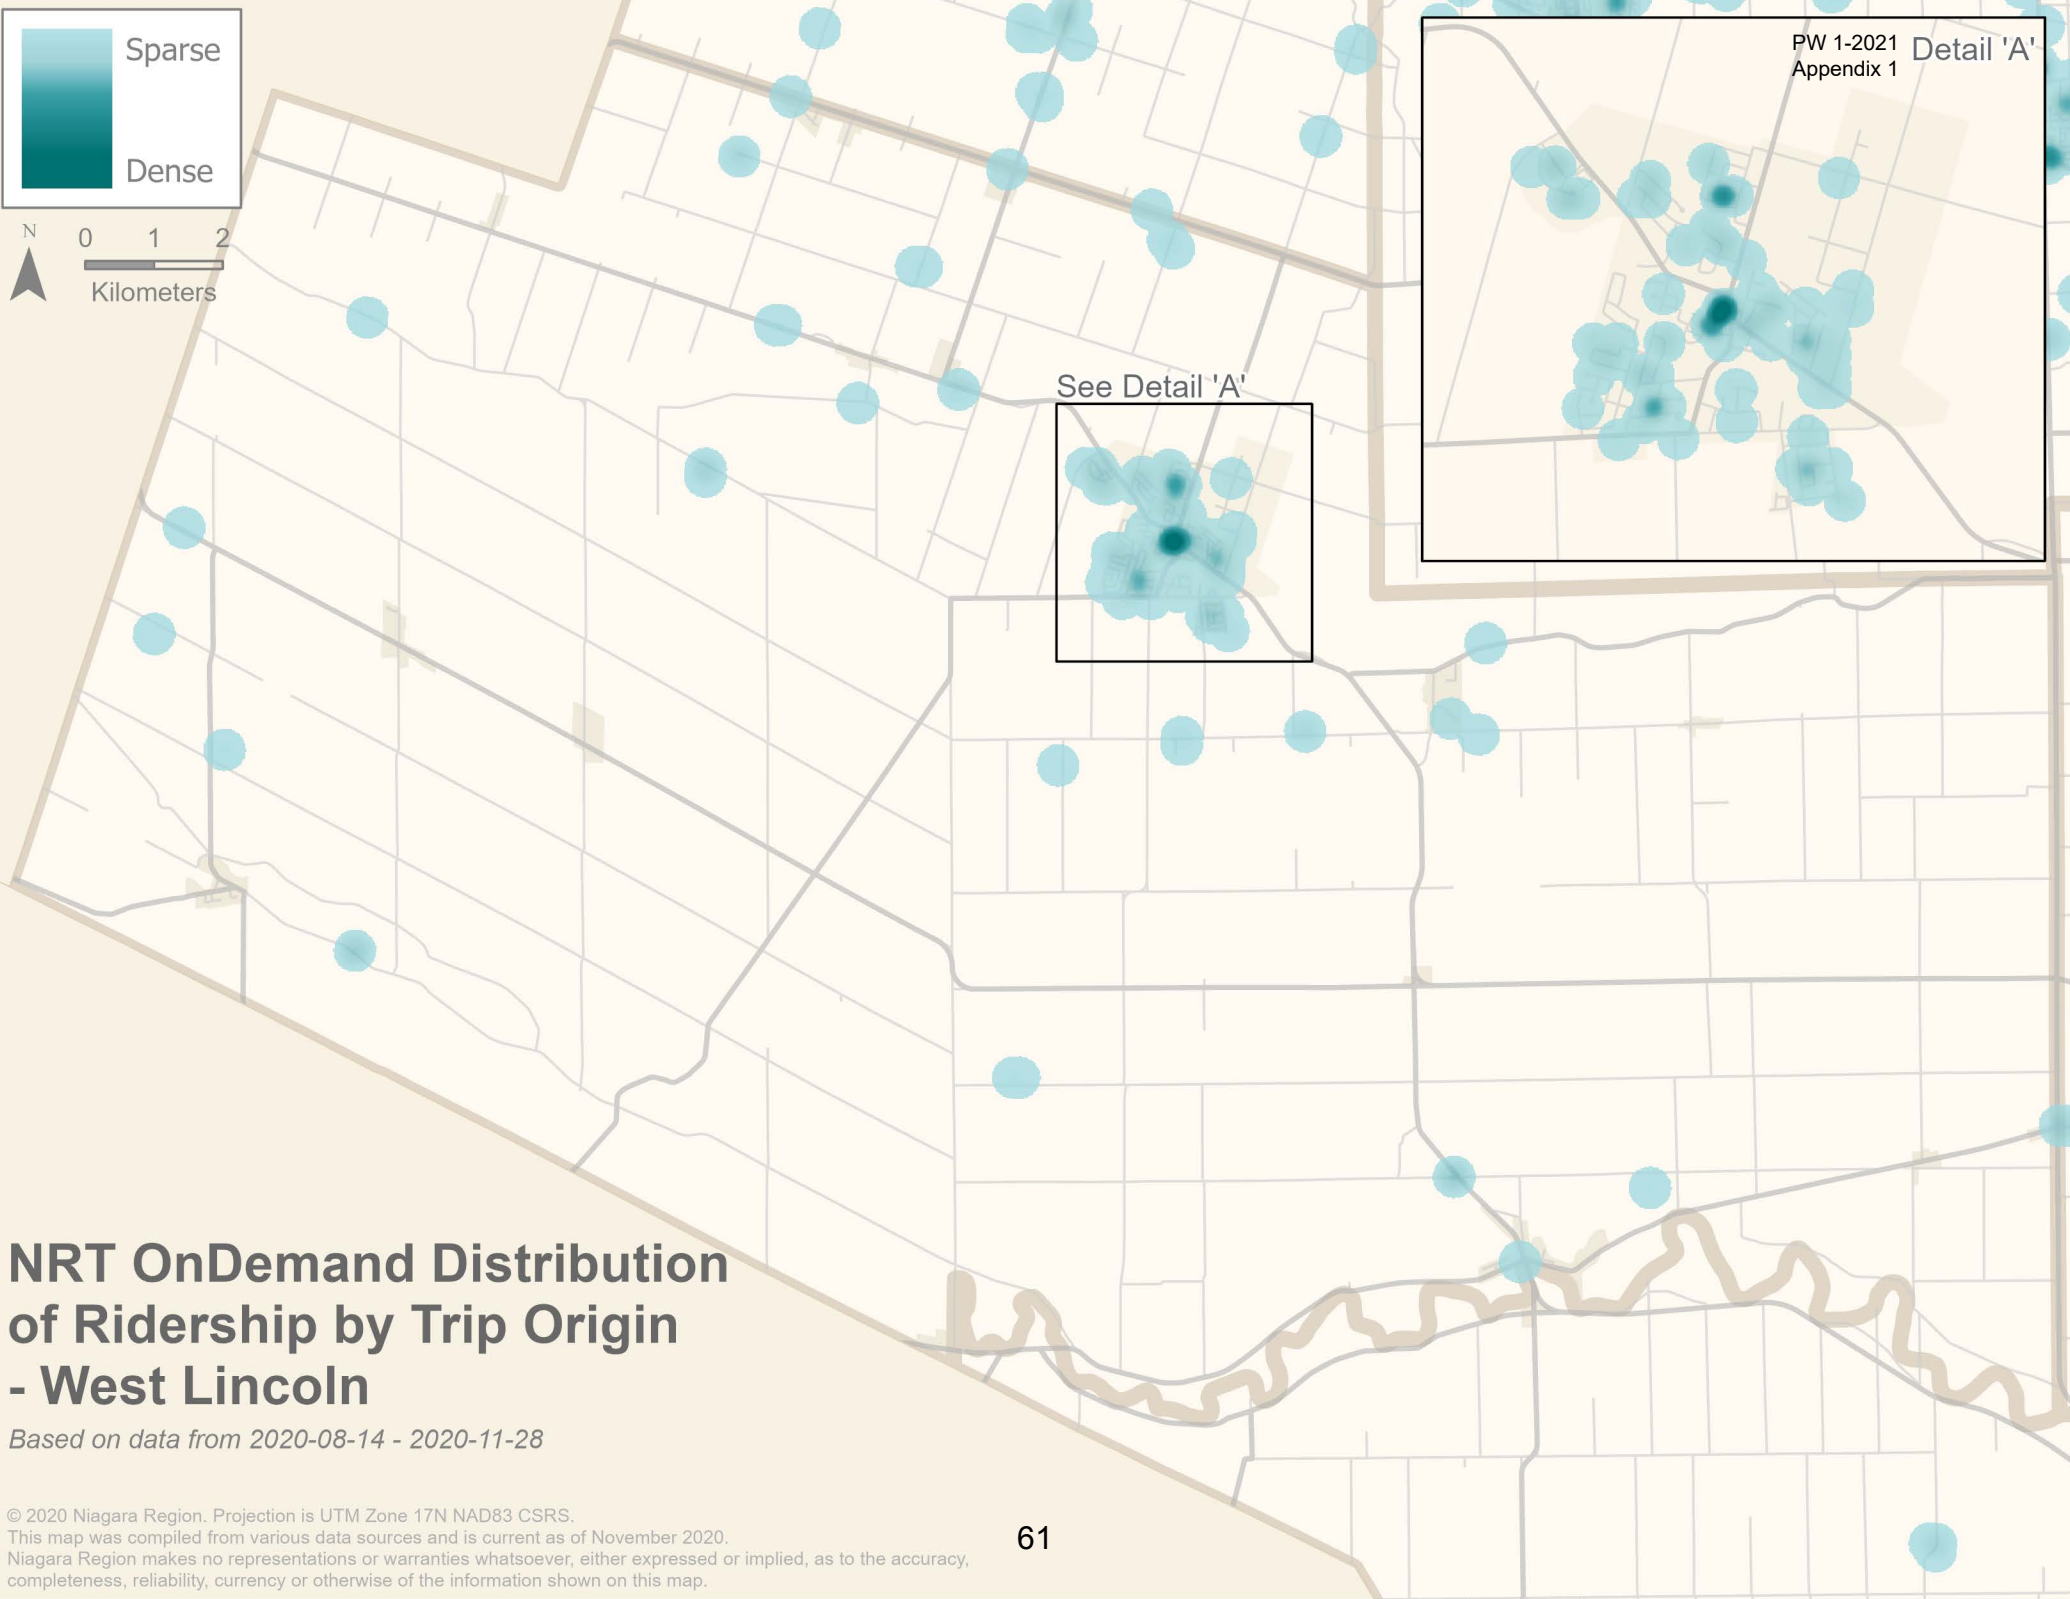 Sparse
Dense
N
0 1 2
Kilometers
PW 1-2021
Appendix 1
Detail 'A'
See Detail 'A'
NRT OnDemand Distribution
of Ridership by Trip Origin
- West Lincoln
Based on data from 2020-08-14 - 2020-11-28
© 2020 Niagara Region. Projection is UTM Zone 17N NAD83 CSRS.
This map was compiled from various data sources and is current as of November 2020.
Niagara Region makes no representations or warranties whatsoever, either expressed or implied, as to the accuracy,
completeness, reliability, currency or otherwise of the information shown on this map.
61